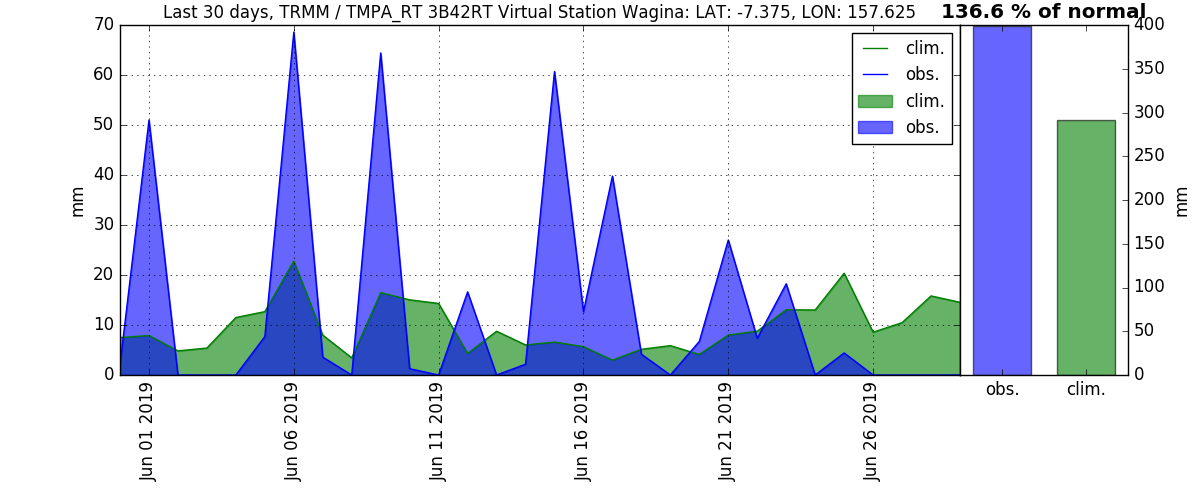 Last 30 days, TRMM / TMPA_RT 3B42RT Virtual Station Wagina: LAT: -7.375, LON: 157.625
136.6 % of normal
70
60
50
40
30
20
10
0
mm
clim.
obs.
clim.
obs.
Jun 01 2019
Jun 06 2019
Jun 11 2019
Jun 16 2019
Jun 21 2019
Jun 26 2019
400
350
300
250
200
150
100
50
0
mm
obs.
clim.